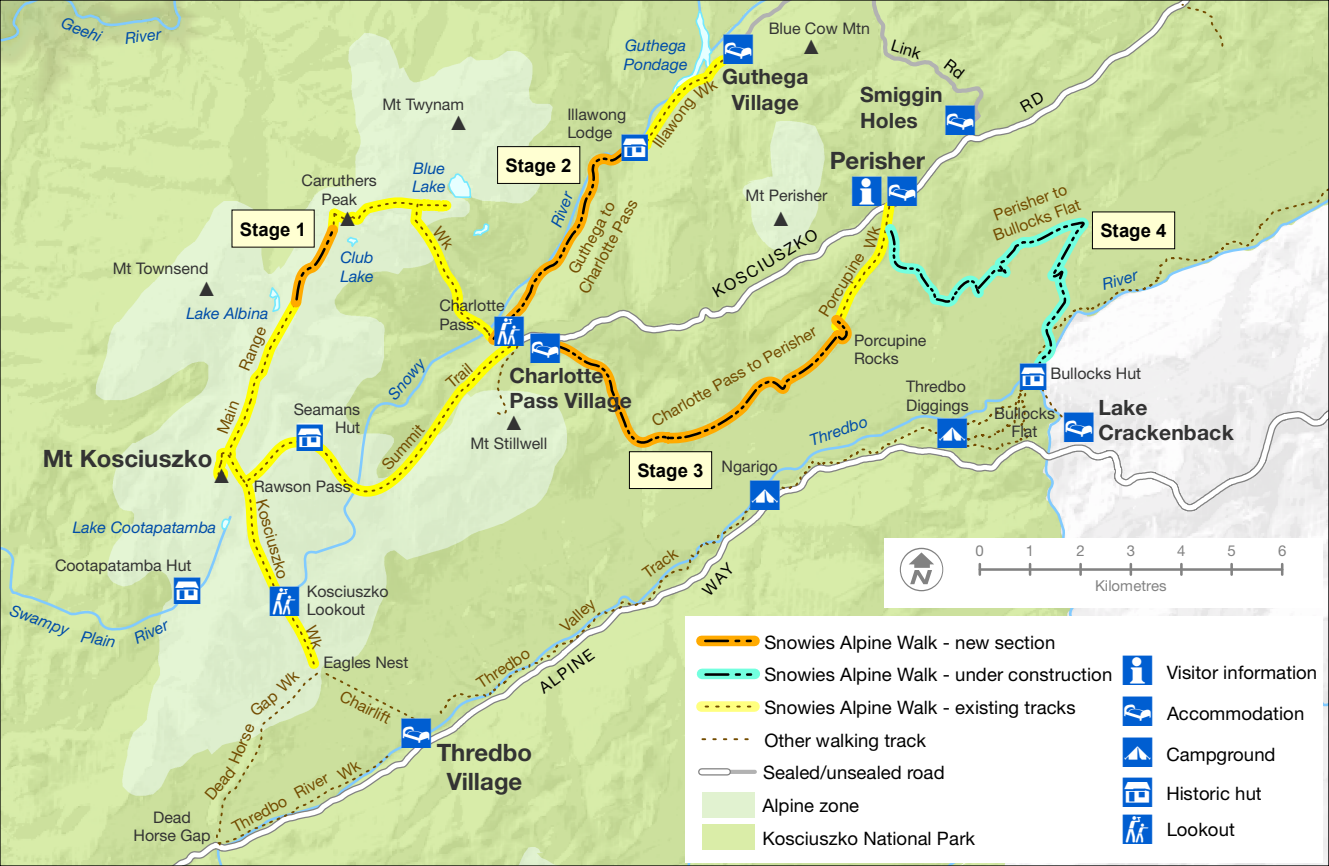 Geehi River
Guthega
Pondage
Blue Cow Mtn
Link Rd
Guthega
Village
Smiggin
Holes
RD
Mt Twynam
Illawong
Lodge
Illawong Wk
Stage 2
Perisher
Carruthers
Peak
Blue
Lake
Mt Perisher
Stage 1
River
Guthega to
Charlotte Pass
Perisher to
Bullocks Flat
Stage 4
Wk
Club
Lake
KOSCIUSZKO
Porcupine Wk
Mt Townsend
Lake Albina
River
Charlotte
Pass
Porcupine
Rocks
Main Range
Snowy
Trail
Charlotte
Pass Village
Charlotte Pass to Perisher
Bullocks Hut
Thredbo
Diggings
Bullocks
Flat
Lake
Crackenback
Seamans
Hut
Summit
Mt Stillwell
Thredbo
Mt Kosciuszko
Rawson Pass
Stage 3
Ngarigo
Lake Cootapatamba
Kosciuszko
Cootapatamba Hut
Kosciuszko
Lookout
Track
WAY
Swampy Plain River
Wk
Valley
Eagles Nest
Thredbo
ALPINE
Dead Horse Gap Wk
Chairlift
Thredbo
Village
Thredbo River Wk
Dead
Horse Gap
N
0 1 2 3 4 5 6
Kilometres
Snowies Alpine Walk - new section
Snowies Alpine Walk - under construction
Snowies Alpine Walk - existing tracks
Other walking track
Sealed/unsealed road
Alpine zone
Kosciuszko National Park
Visitor information
Accommodation
Campground
Historic hut
Lookout